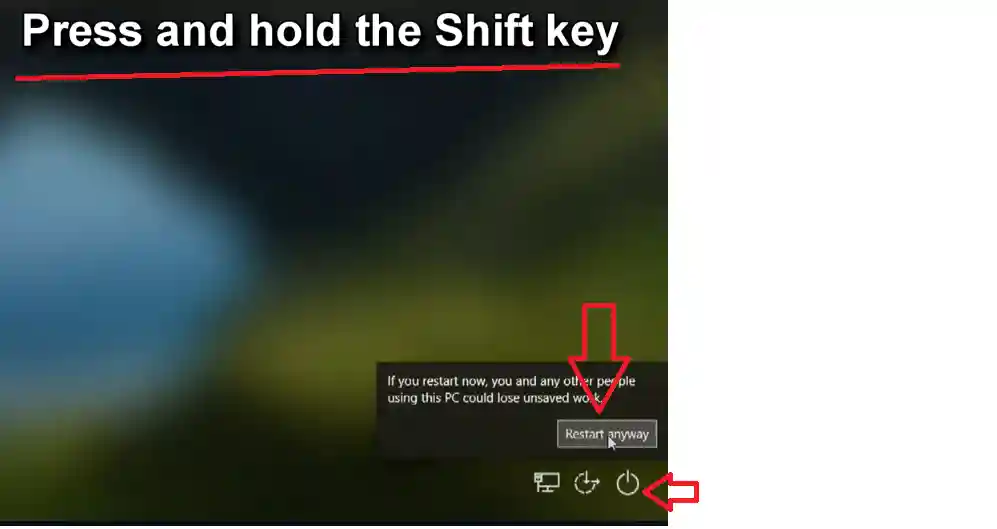 Press and hold the Shift key
If you restart now, you and any other people
using this PC could lose unsaved work.
Restart anyway